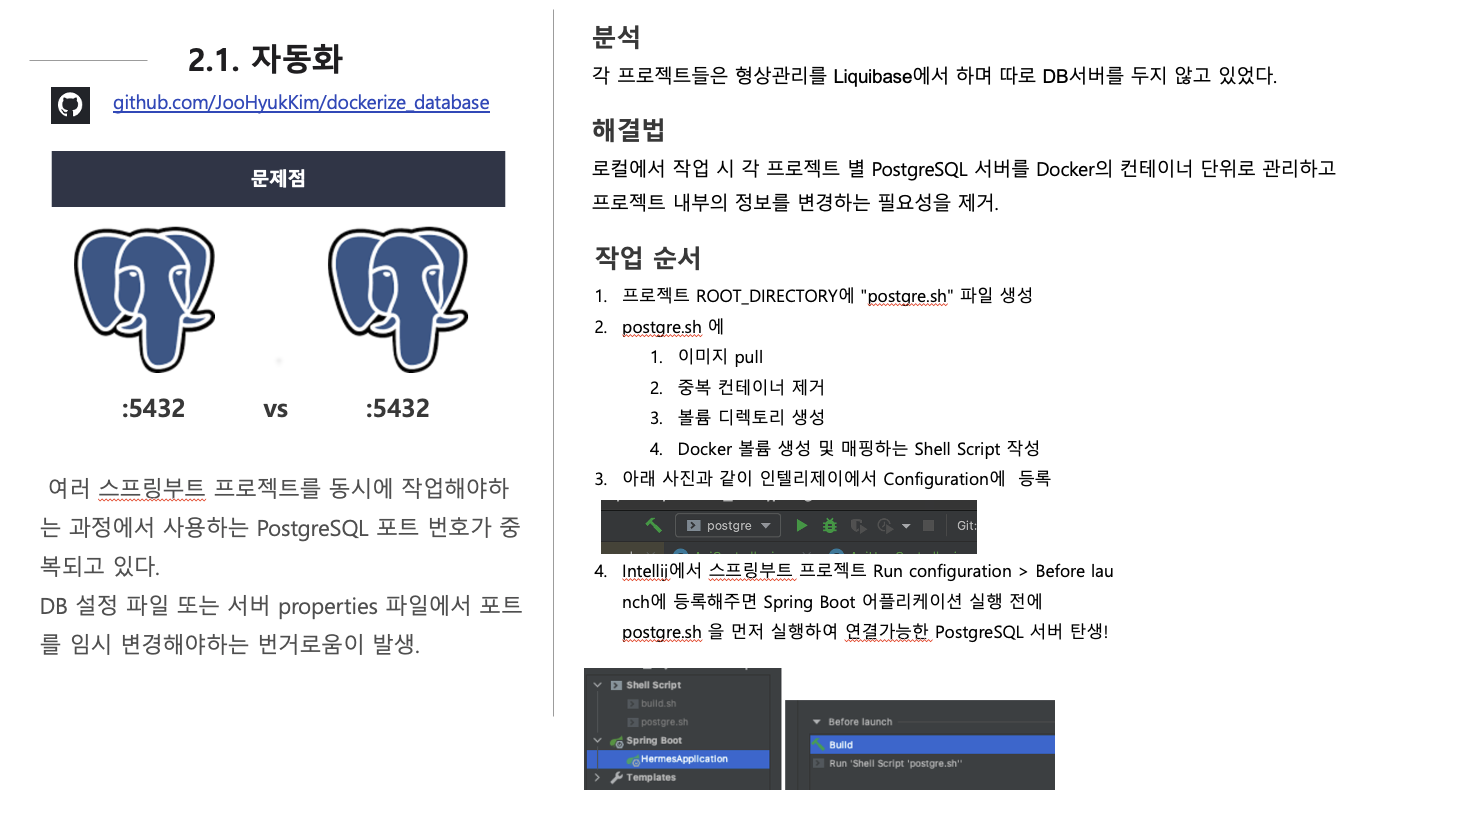 2.1. 자동화
github.com/JooHyukKim/dockerize_database
문제점
:5432 vs :5432
여러 스프링부트 프로젝트를 동시에 작업해야하
는 과정에서 사용하는 PostgreSQL 포트 번호가 중
복되고 있다.
DB 설정 파일 또는 서버 properties 파일에서 포트
를 임시 변경해야하는 번거로움이 발생.
분석
각 프로젝트들은 형상관리를 Liquibase에서 하며 따로 DB서버를 두지 않고 있었다.
해결법
로컬에서 작업 시 각 프로젝트 별 PostgreSQL 서버를 Docker의 컨테이너 단위로 관리하고
프로젝트 내부의 정보를 변경하는 필요성을 제거.
작업 순서
1. 프로젝트 ROOT_DIRECTORY에 "postgre.sh" 파일 생성
2. postgre.sh 에
1. 이미지 pull
2. 중복 컨테이너 제거
3. 볼륨 디렉토리 생성
4. Docker 볼륨 생성 및 매핑하는 Shell Script 작성
3. 아래 사진과 같이 인텔리제이에서 Configuration에 등록
postgre Git:
4. Intellij에서 스프링부트 프로젝트 Run configuration > Before lau
nch에 등록해주면 Spring Boot 어플리케이션 실행 전에
postgre.sh 을 먼저 실행하여 연결가능한 PostgreSQL 서버 탄생!
Shell Script
build.sh
postgre.sh
Spring Boot
HermesApplication
Templates
Before launch
Build
Run 'Shell Script 'postgre.sh''